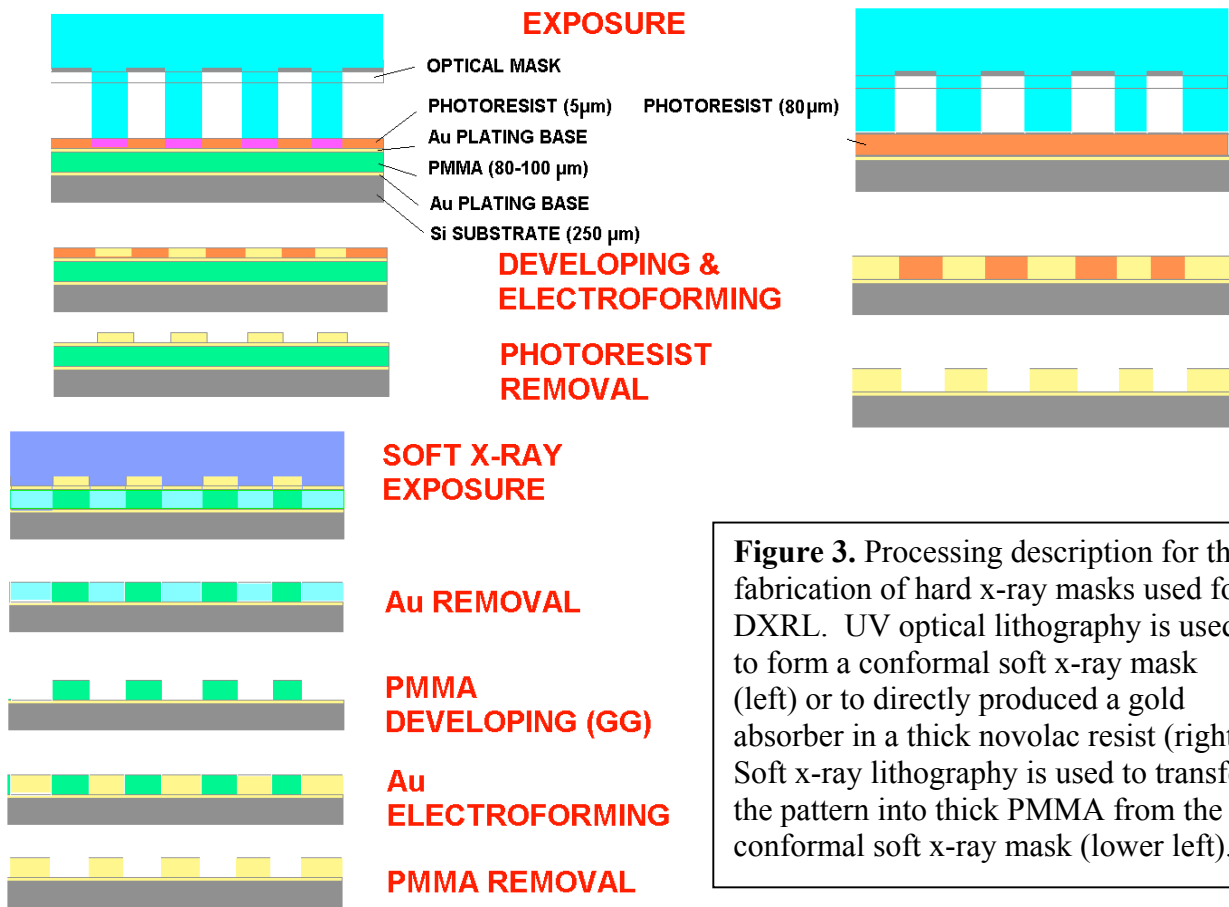 EXPOSURE
OPTICAL MASK
PHOTORESIST (5µm)
PHOTORESIST (80µm)
Au PLATING BASE
PMMA (80-100 µm)
Au PLATING BASE
Si SUBSTRATE (250 µm)
DEVELOPING &
ELECTROFORMING
PHOTORESIST
REMOVAL
SOFT X-RAY
EXPOSURE
Au REMOVAL
PMMA
DEVELOPING (GG)
Au
ELECTROFORMING
PMMA REMOVAL
Figure 3. Processing description for th
fabrication of hard x-ray masks used fo
DXRL. UV optical lithography is used
to form a conformal soft x-ray mask
(left) or to directly produced a gold
absorber in a thick novolac resist (right
Soft x-ray lithography is used to transfe
the pattern into thick PMMA from the
conformal soft x-ray mask (lower left).